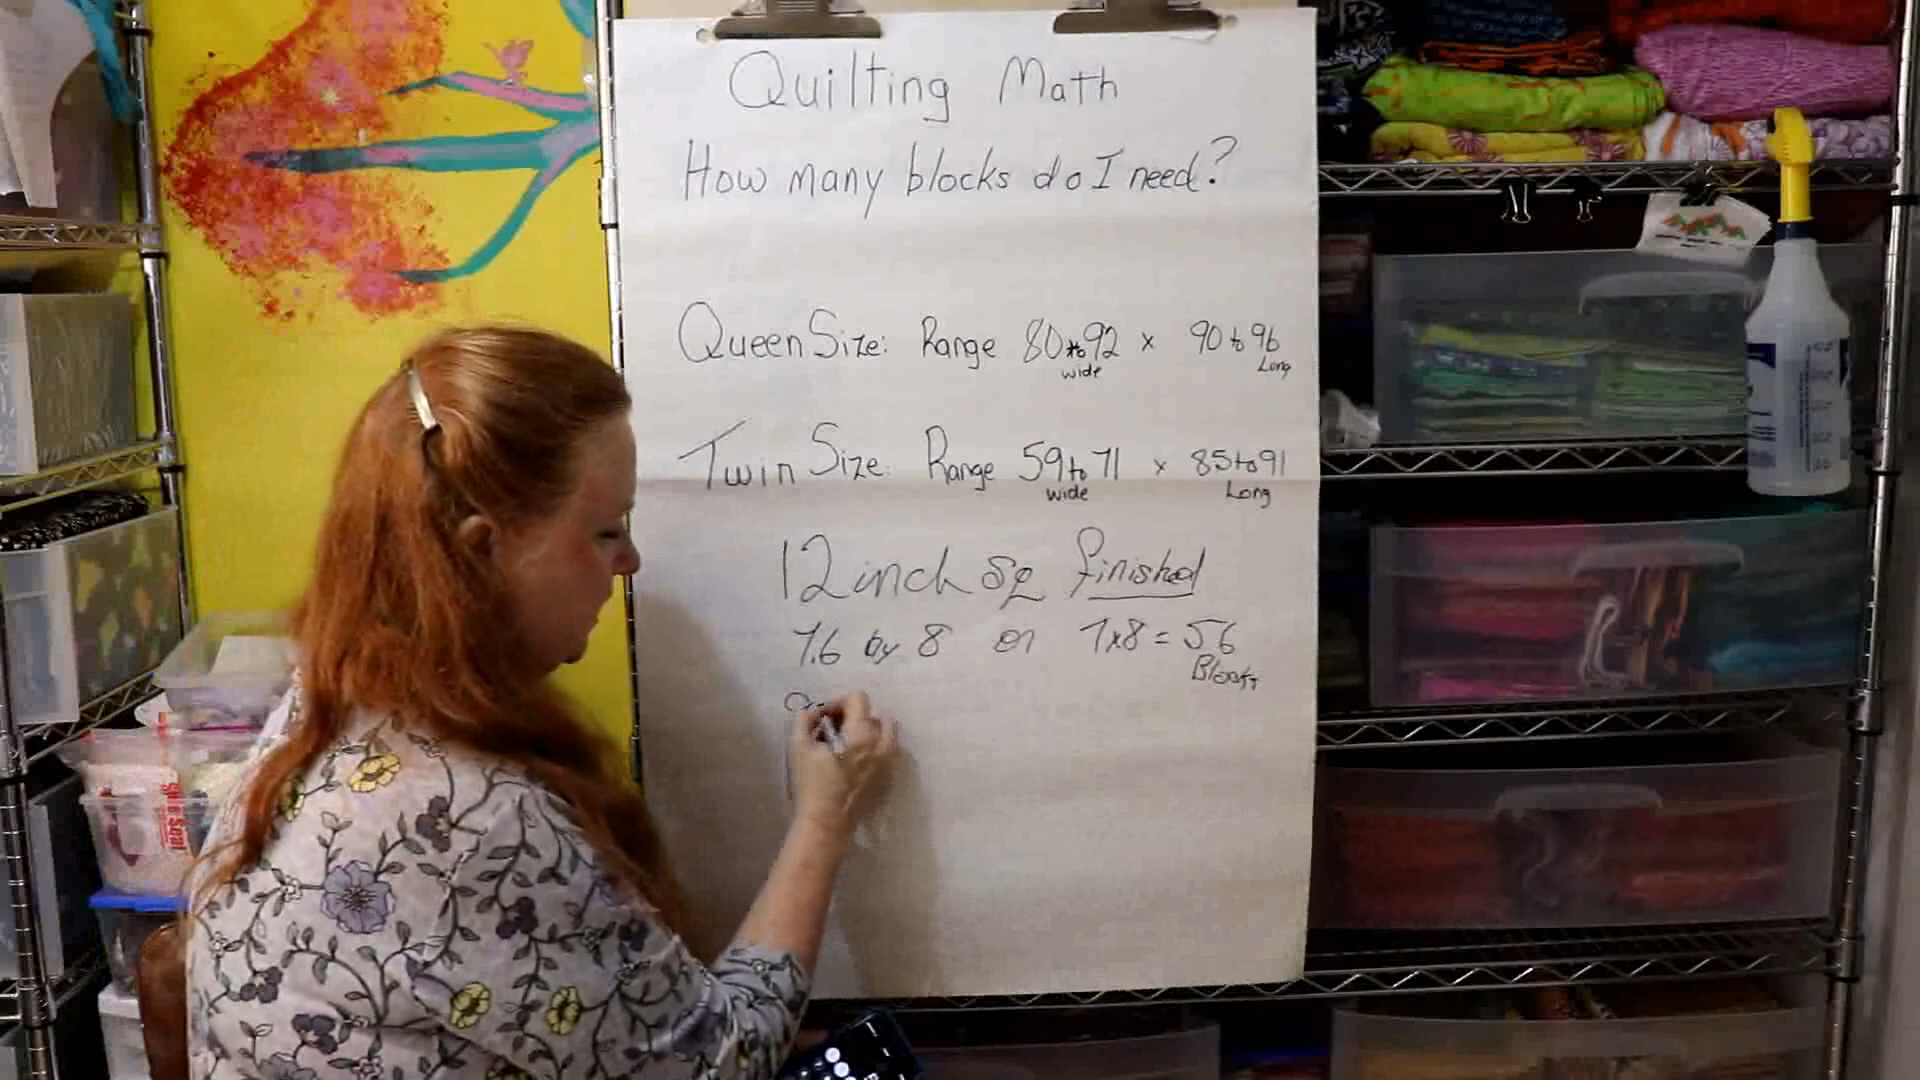 Quilting Math
How many blocks do I need?
Queen Size: Range 80 to 92 x 90 to 96
wide Long
Twin Size: Range 59 to 71 x 85 to 91
wide Long
12 inch sq finished
7.6 by 8 or 7x8 = 56
Blocks